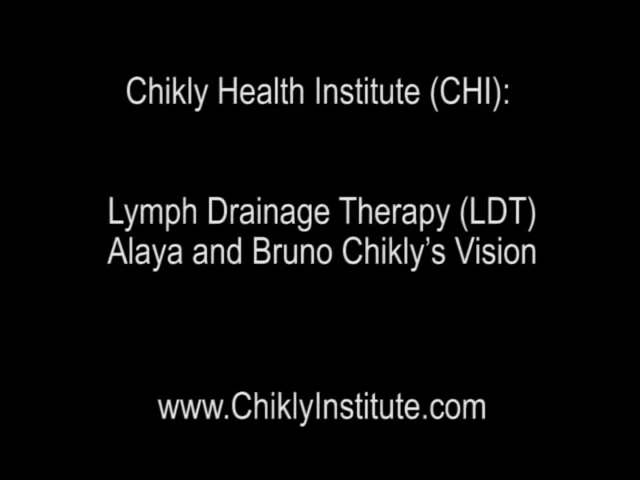 Chikly Health Institute (CHI):
Lymph Drainage Therapy (LDT)
Alaya and Bruno Chikly’s Vision
www.ChiklyInstitute.com